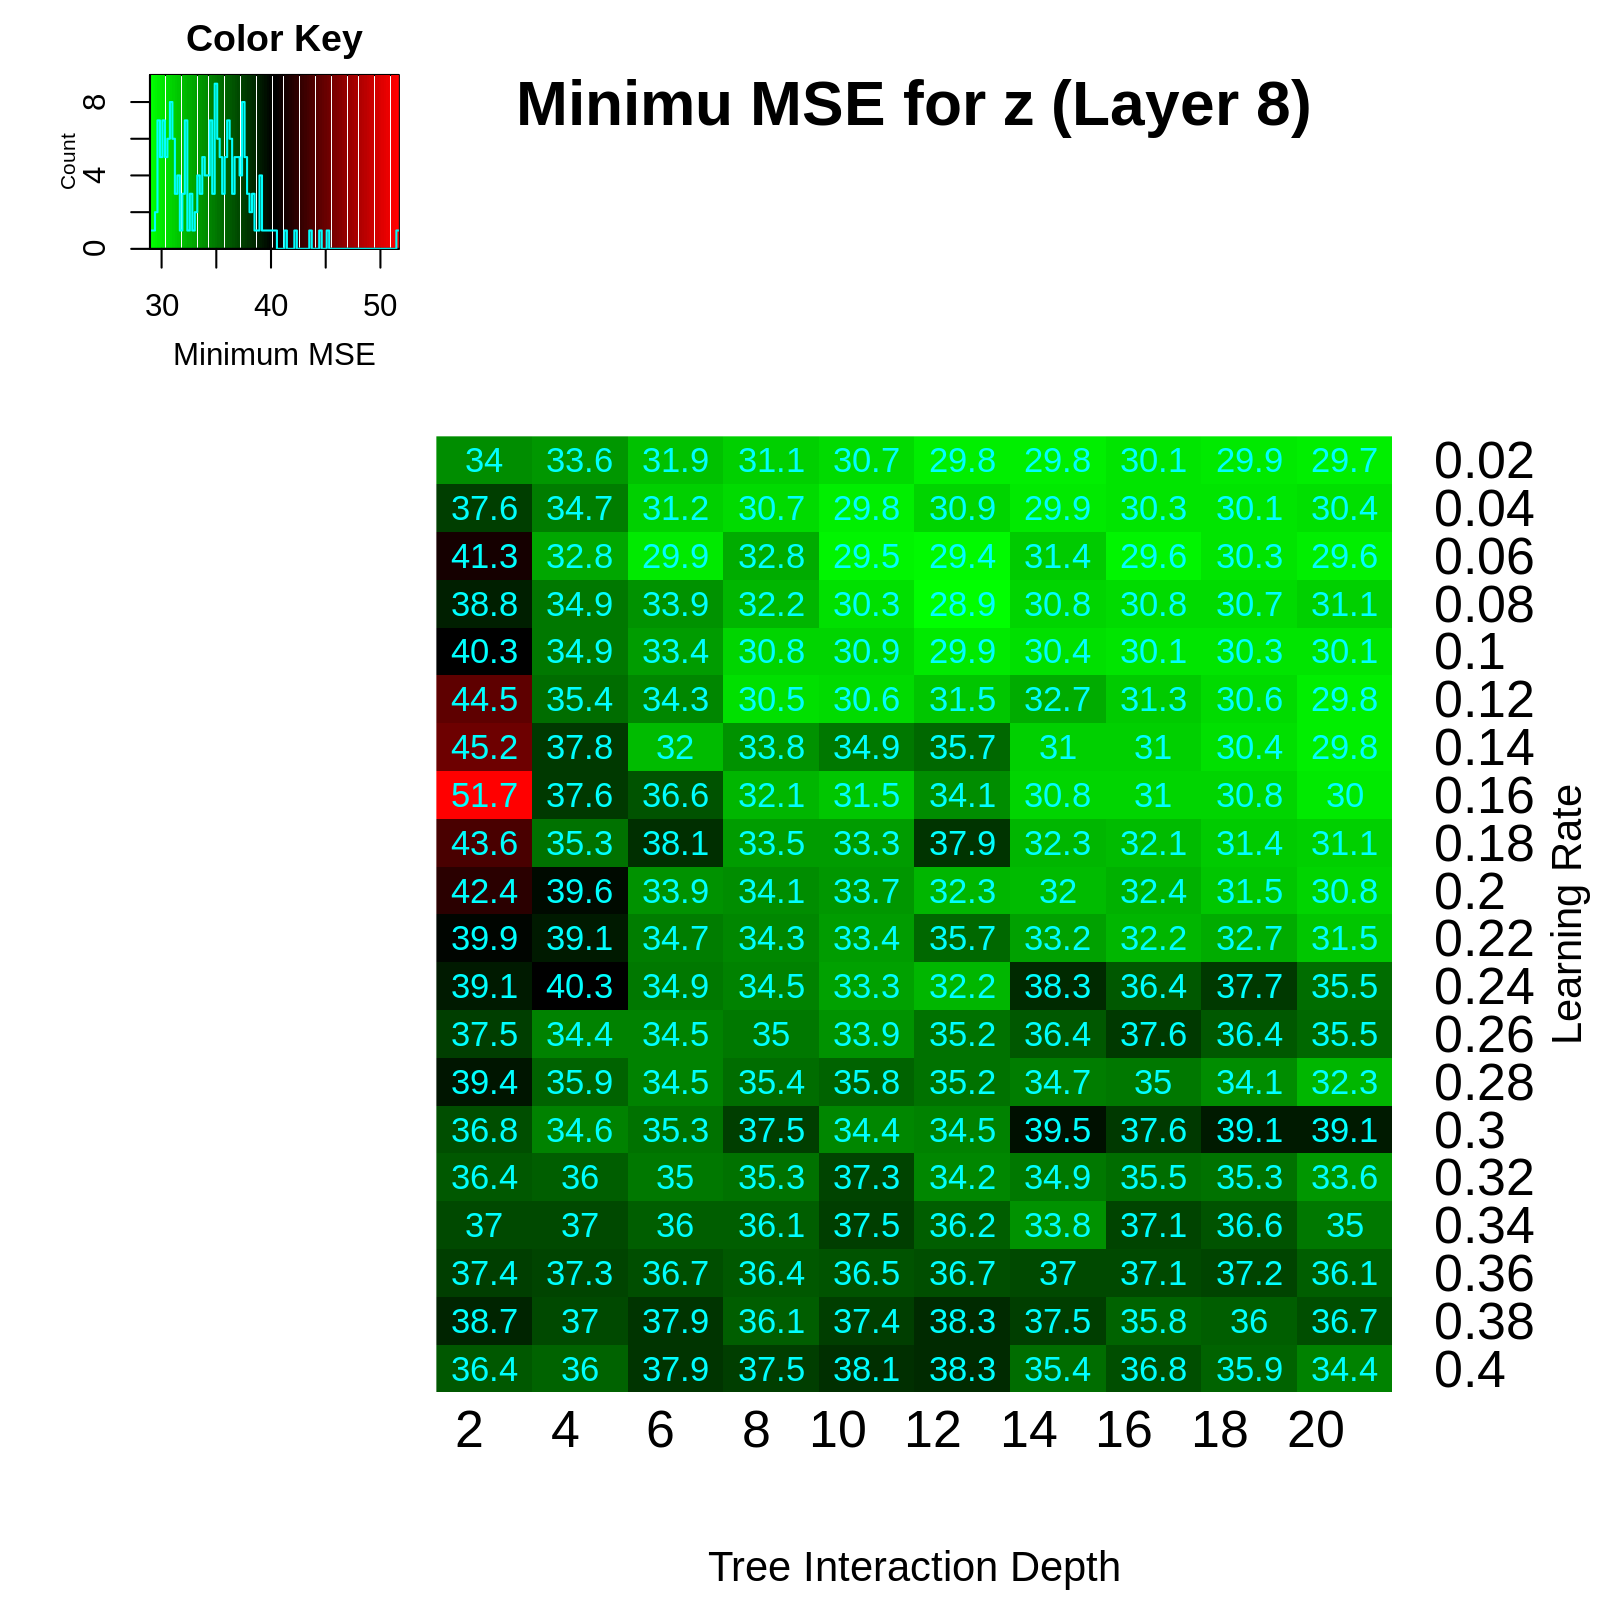 Color Key
Minimu MSE for z (Layer 8)
Count
0 4 8
30 40 50
Minimum MSE
34 33.6 31.9 31.1 30.7 29.8 29.8 30.1 29.9 29.7 0.02
37.6 34.7 31.2 30.7 29.8 30.9 29.9 30.3 30.1 30.4 0.04
41.3 32.8 29.9 32.8 29.5 29.4 31.4 29.6 30.3 29.6 0.06
38.8 34.9 33.9 32.2 30.3 28.9 30.8 30.8 30.7 31.1 0.08
40.3 34.9 33.4 30.8 30.9 29.9 30.4 30.1 30.3 30.1 0.1
44.5 35.4 34.3 30.5 30.6 31.5 32.7 31.3 30.6 29.8 0.12
45.2 37.8 32 33.8 34.9 35.7 31 31 30.4 29.8 0.14
51.7 37.6 36.6 32.1 31.5 34.1 30.8 31 30.8 30 0.16
43.6 35.3 38.1 33.5 33.3 37.9 32.3 32.1 31.4 31.1 0.18
42.4 39.6 33.9 34.1 33.7 32.3 32 32.4 31.5 30.8 0.2
39.9 39.1 34.7 34.3 33.4 35.7 33.2 32.2 32.7 31.5 0.22
39.1 40.3 34.9 34.5 33.3 32.2 38.3 36.4 37.7 35.5 0.24
37.5 34.4 34.5 35 33.9 35.2 36.4 37.6 36.4 35.5 0.26
39.4 35.9 34.5 35.4 35.8 35.2 34.7 35 34.1 32.3 0.28
36.8 34.6 35.3 37.5 34.4 34.5 39.5 37.6 39.1 39.1 0.3
36.4 36 35 35.3 37.3 34.2 34.9 35.5 35.3 33.6 0.32
37 37 36 36.1 37.5 36.2 33.8 37.1 36.6 35 0.34
37.4 37.3 36.7 36.4 36.5 36.7 37 37.1 37.2 36.1 0.36
38.7 37 37.9 36.1 37.4 38.3 37.5 35.8 36 36.7 0.38
36.4 36 37.9 37.5 38.1 38.3 35.4 36.8 35.9 34.4 0.4
Learning Rate
2 4 6 8 10 12 14 16 18 20
Tree Interaction Depth